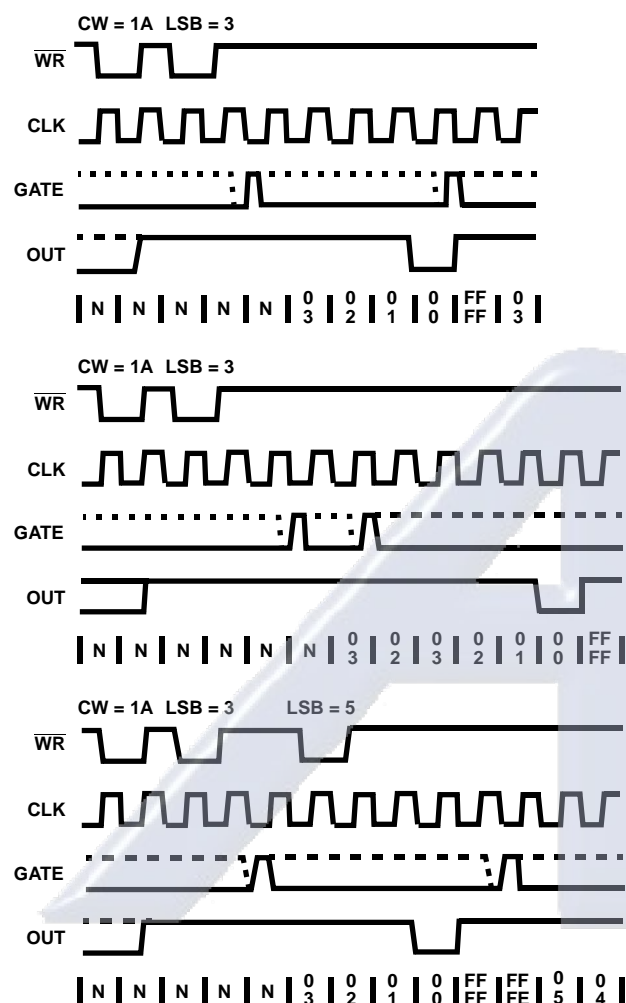 CW = 1A LSB = 3
WR
CLK
GATE
OUT
N N N N N 0 0 0 0 FF 0
3 2 1 0 FF 3
CW = 1A LSB = 3
WR
CLK
GATE
OUT
N N N N N N 0 0 0 0 0 0 FF
3 2 3 2 1 0 FF
CW = 1A LSB = 3 LSB = 5
WR
CLK
GATE
OUT
N N N N N 0 0 0 0 FF FF 0 0
3 2 1 0 FF FE 5 4